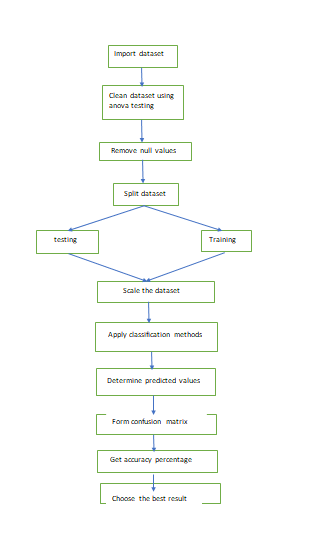 Import dataset
Clean dataset using
anova testing
Remove null values
Split dataset
testing
Training
Scale the dataset
Apply classification methods
Determine predicted values
Form confusion matrix
Get accuracy percentage
Choose the best result